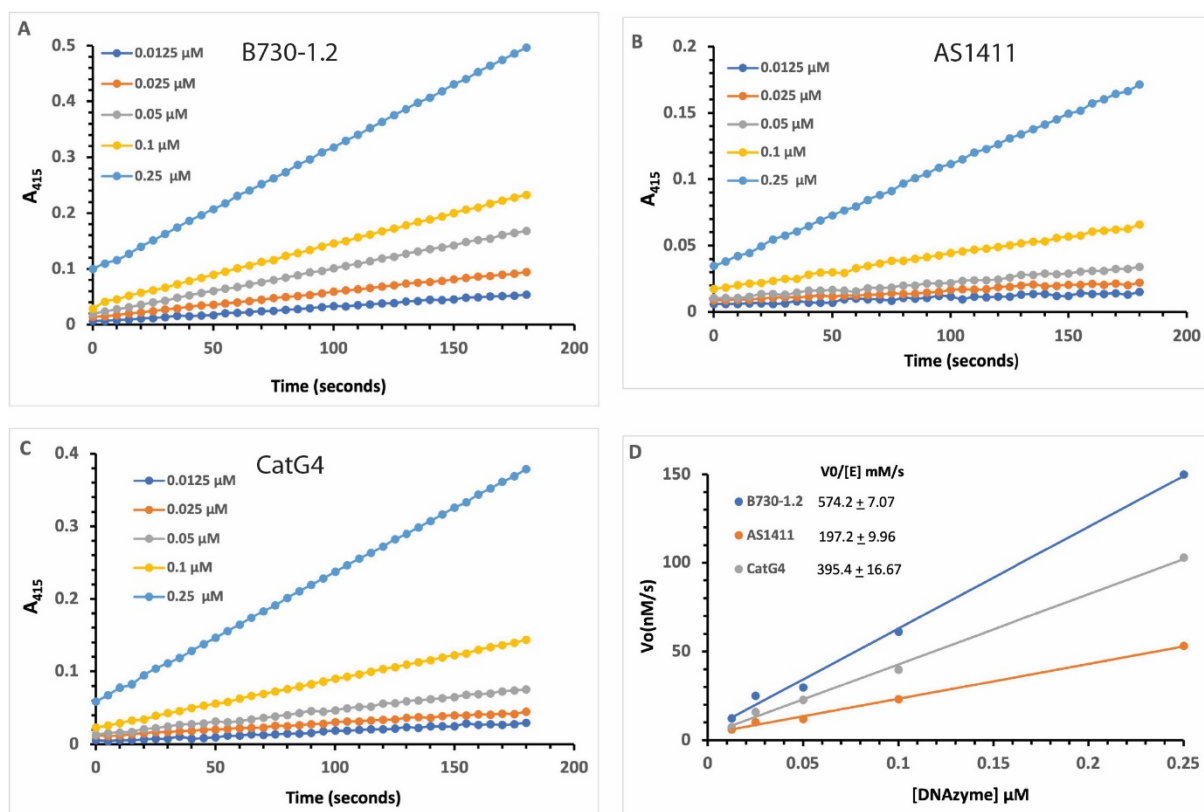 A
B730-1.2
0.0125 µM
0.025 µM
0.05 µM
0.1 µM
0.25 µM
0.5
0.4
0.3
0.2
0.1
0
A415
0
50
100
150
200
Time (seconds)
B
AS1411
0.0125 µM
0.025 µM
0.05 µM
0.1 µM
0.25 µM
0.2
0.15
0.1
0.05
0
A415
0
50
100
150
200
Time (seconds)
C
CatG4
0.0125 µM
0.025 µM
0.05 µM
0.1 µM
0.25 µM
0.4
0.3
0.2
0.1
0
A415
0
50
100
150
200
Time (seconds)
D
V0/[E] mM/s
B730-1.2 574.2 ± 7.07
AS1411 197.2 ± 9.96
CatG4 395.4 ± 16.67
150
100
50
0
Vo(nM/s)
0
0.05
0.1
0.15
0.2
0.25
[DNAzyme] µM